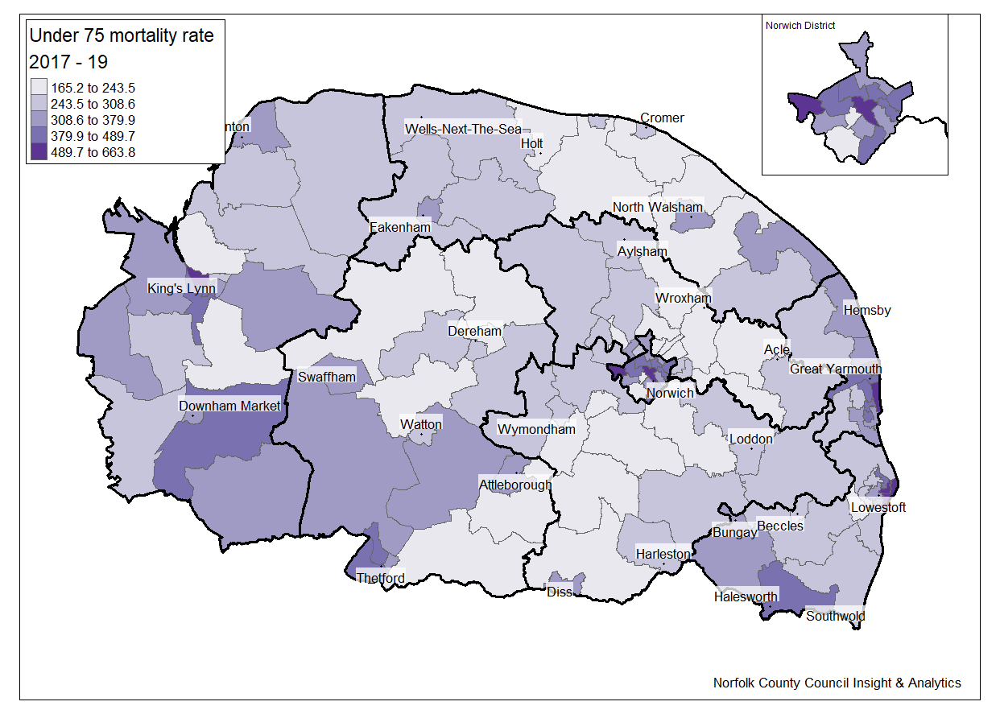 Under 75 mortality rate
2017 - 19
165.2 to 243.5
243.5 to 308.6
308.6 to 379.9
379.9 to 489.7
489.7 to 663.8
Norwich District
nton
Wells-Next-The-Sea
Cromer
Holt
North Walsham
Fakenham
Aylsham
King's Lynn
Wroxham
Hemsby
Dereham
Acle
Swaffham
Great Yarmouth
Norwich
Downham Market
Watton
Wymondham
Loddon
Attleborough
Lowestoft
Bungay
Beccles
Harleston
Thetford
Diss
Halesworth
Southwold
Norfolk County Council Insight & Analytics